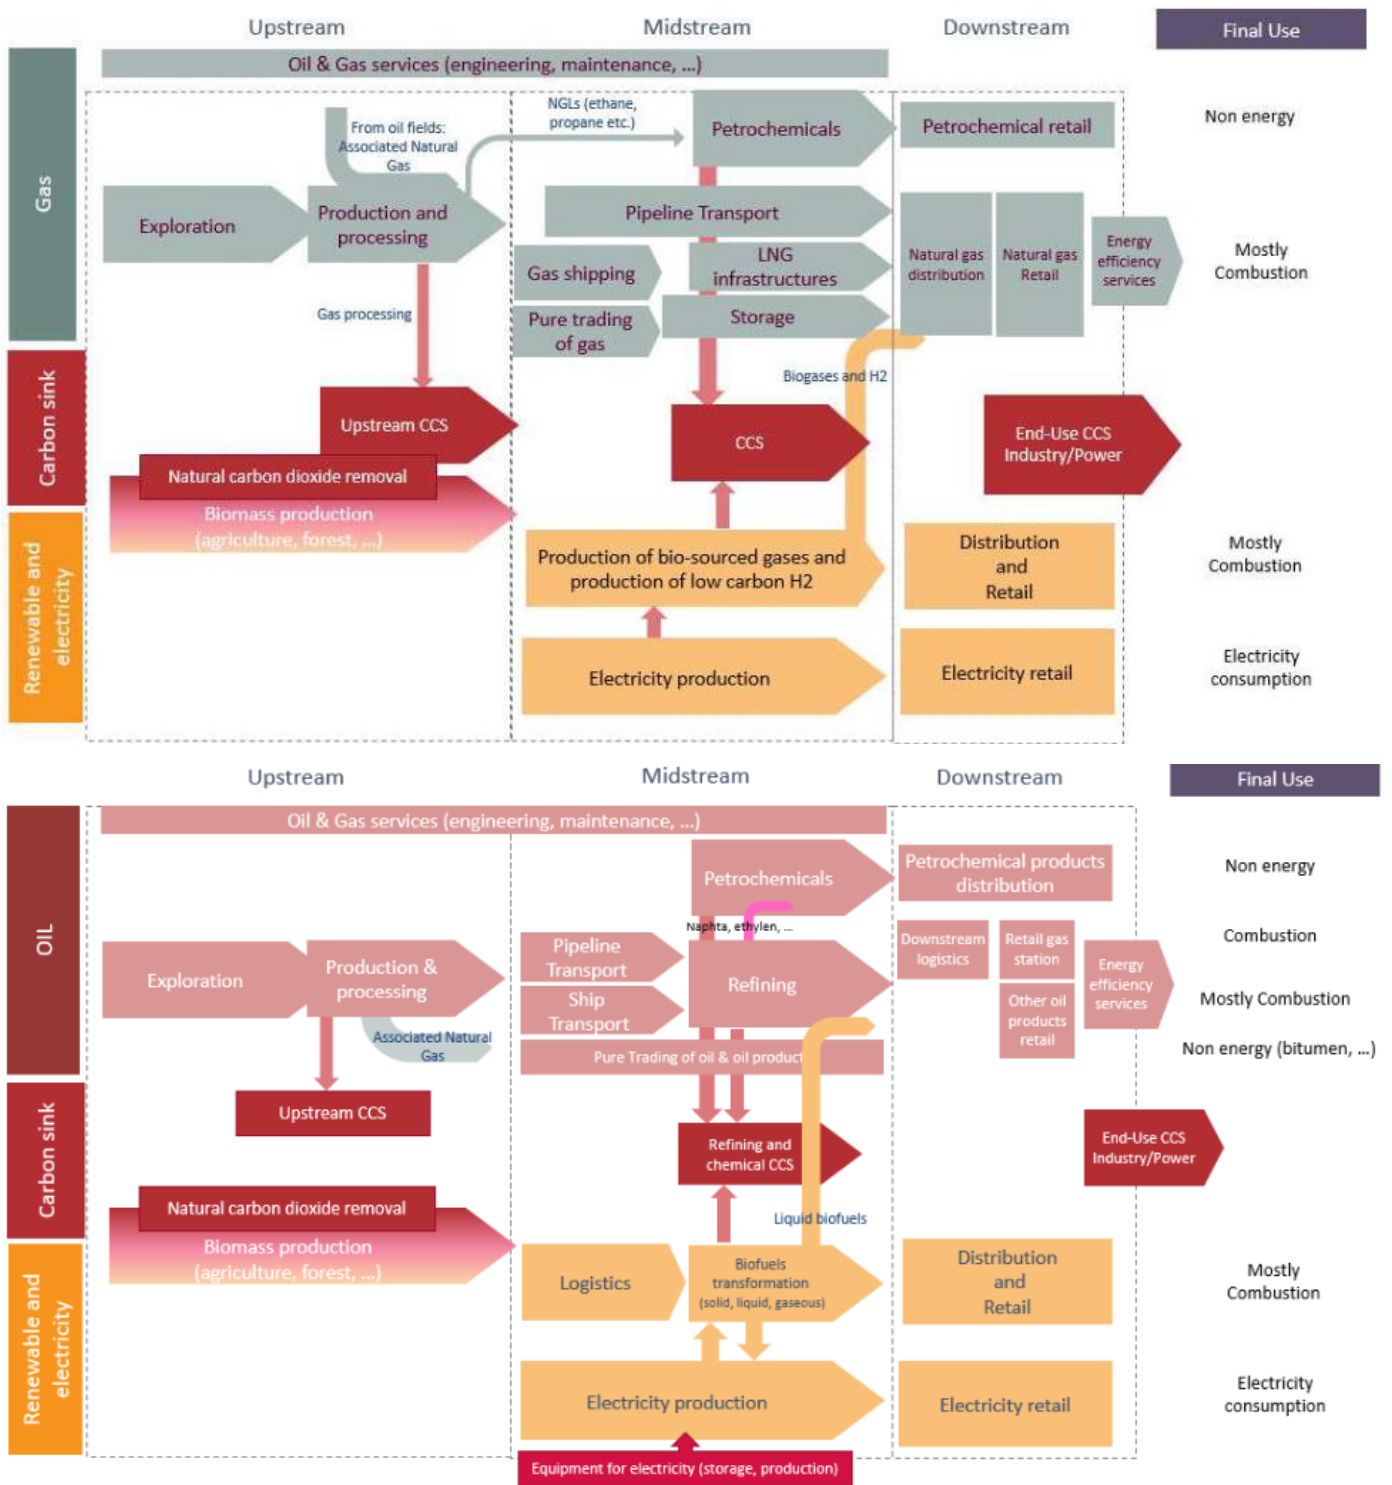 Upstream
Midstream
Downstream
Final Use
Gas
Oil & Gas services (engineering, maintenance, ...)
From oil fields:
Associated Natural
Gas
NGLs (ethane,
propane etc.)
Petrochemicals
Petrochemical retail
Non energy
Exploration
Production and
processing
Pipeline Transport
Gas shipping
LNG
infrastructures
Pure trading
of gas
Storage
Natural gas
distribution
Natural gas
Retail
Energy
efficiency
services
Mostly
Combustion
Gas processing
Biogases and H2
Carbon sink
Upstream CCS
CCS
End-Use CCS
Industry/Power
Natural carbon dioxide removal
Biomass production
(agriculture, forest, ...)
Renewable and
electricity
Production of bio-sourced gases and
production of low carbon H2
Distribution
and
Retail
Mostly
Combustion
Electricity production
Electricity retail
Electricity
consumption
Upstream
Midstream
Downstream
Final Use
OIL
Oil & Gas services (engineering, maintenance, ...)
Petrochemicals
Petrochemical products
distribution
Non energy
Naphta, ethylen, ...
Exploration
Production &
processing
Associated Natural
Gas
Pipeline
Transport
Ship
Transport
Refining
Pure Trading of oil & oil product
Downstream
logistics
Retail gas
station
Other oil
products
retail
Energy
efficiency
services
Combustion
Mostly Combustion
Non energy (bitumen, ...)
Carbon sink
Upstream CCS
Refining and
chemical CCS
End-Use CCS
Industry/Power
Natural carbon dioxide removal
Biomass production
(agriculture, forest, ...)
Liquid biofuels
Renewable and
electricity
Logistics
Biofuels
transformation
(solid, liquid, gaseous)
Distribution
and
Retail
Mostly
Combustion
Electricity production
Electricity retail
Electricity
consumption
Equipment for electricity (storage, production)